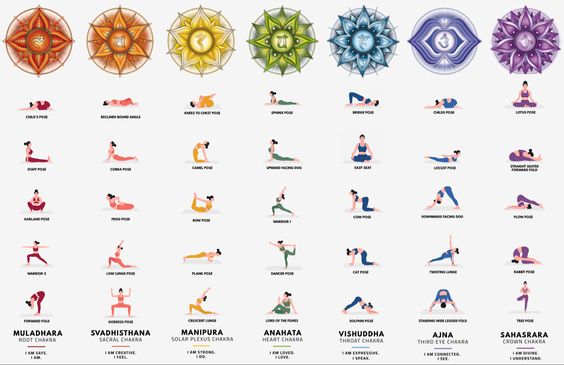 CHILD'S POSE
RECLINED BOUND ANGLE
KNEES TO CHEST POSE
SPHINX POSE
BRIDGE POSE
CHILDS POSE
LOTUS POSE
STAFF POSE
COBRA POSE
CAMEL POSE
UPWARD FACING DOG
EASY SEAT
LOCUST POSE
STRAIGHT SEATED
FORWARD FOLD
GARLAND POSE
FROG POSE
BOW POSE
WARRIOR 1
COW POSE
DOWNWARD FACING DOG
PLOW POSE
WARRIOR 2
LOW LUNGE POSE
PLANK POSE
DANCER POSE
CAT POSE
TWISTING LUNGE
RABBIT POSE
FORWARD FOLD
GODDESS POSE
CRESCENT LUNGE
LORD OF THE FISHES
DOLPHIN POSE
STANDING WIDE LEGGED FOLD
TREE POSE
MULADHARA
ROOT CHAKRA
I AM SAFE.
I AM.
SVADHISTHANA
SACRAL CHAKRA
I AM CREATIVE.
I FEEL.
MANIPURA
SOLAR PLEXUS CHAKRA
I AM STRONG.
I DO.
ANAHATA
HEART CHAKRA
I AM LOVED.
I LOVE.
VISHUDDHA
THROAT CHAKRA
I AM EXPRESSIVE.
I SPEAK.
AJNA
THIRD EYE CHAKRA
I AM CONNECTED.
I SEE.
SAHASRARA
CROWN CHAKRA
I AM DIVINE.
I UNDERSTAND.